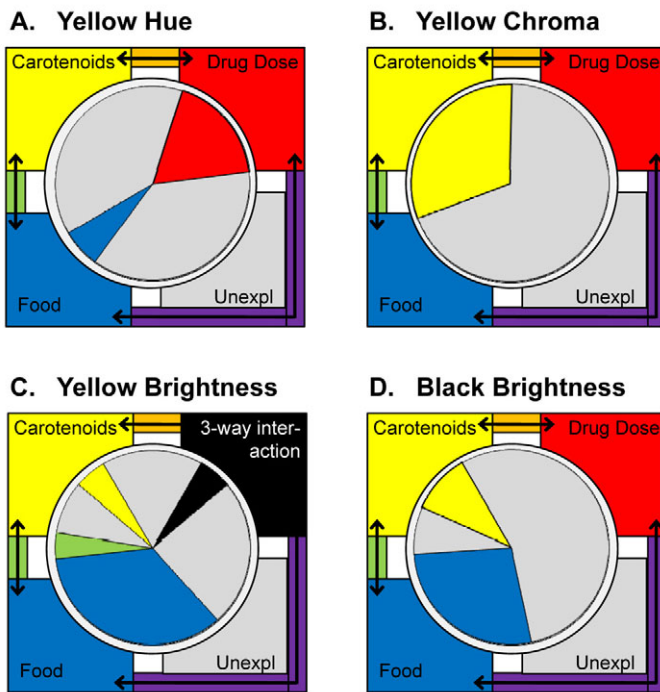 A. Yellow Hue
Carotenoids
Drug Dose
Food
Unexpl
B. Yellow Chroma
Carotenoids
Drug Dose
Food
Unexpl
C. Yellow Brightness
Carotenoids
3-way inter-
action
Food
Unexpl
D. Black Brightness
Carotenoids
Drug Dose
Food
Unexpl